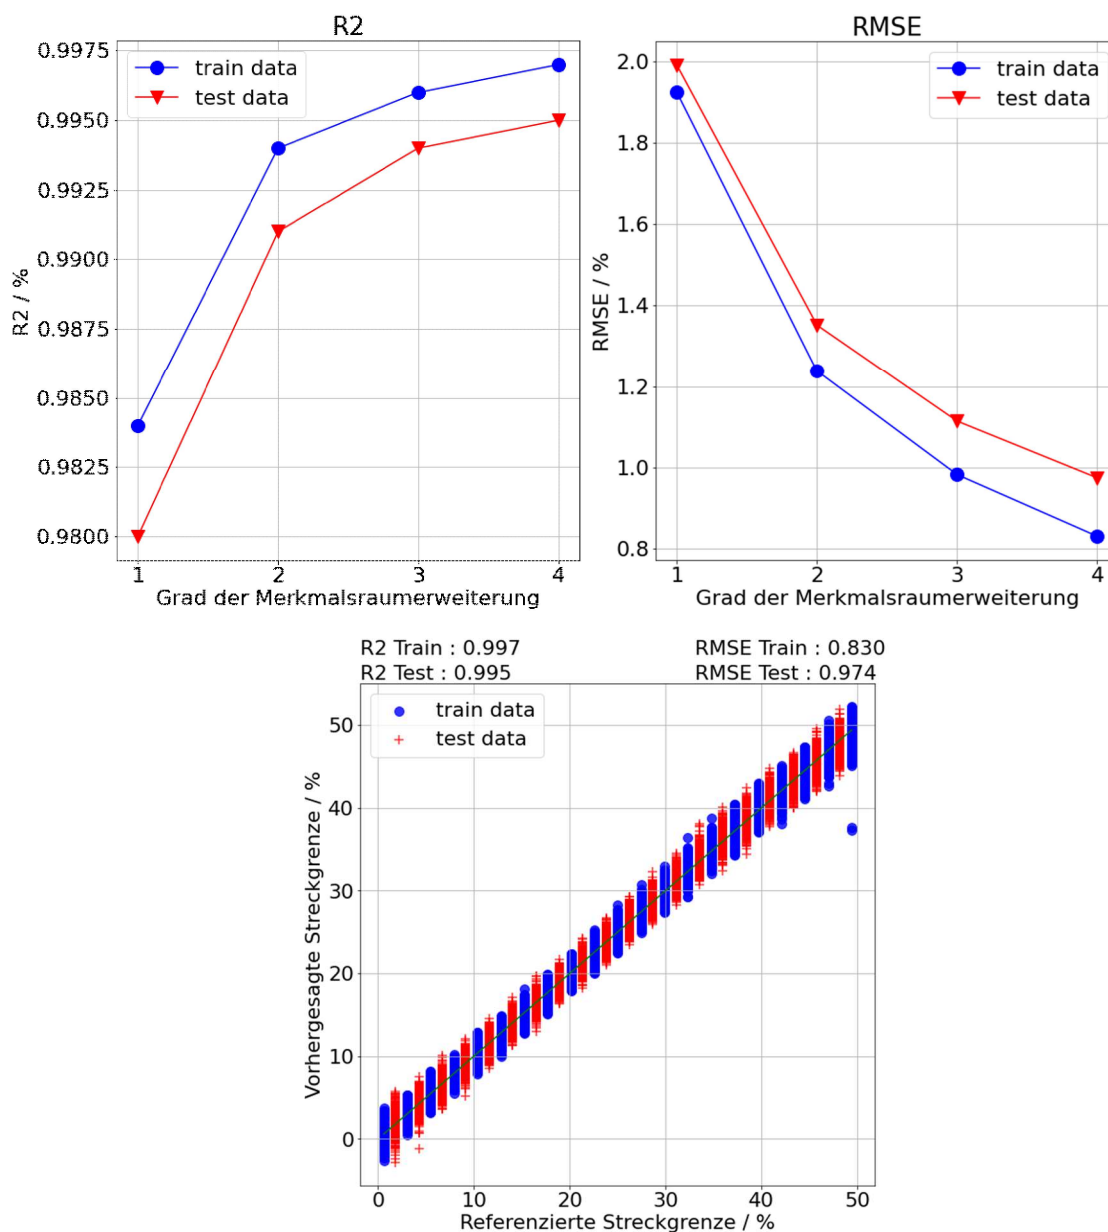 R2
0.9975
0.9950
0.9925
0.9900
0.9875
0.9850
0.9825
0.9800
R2 / %
train data
test data
1 2 3 4
Grad der Merkmalsraumerweiterung
RMSE
2.0
1.8
1.6
1.4
1.2
1.0
0.8
RMSE / %
train data
test data
1 2 3 4
Grad der Merkmalsraumerweiterung
R2 Train : 0.997
R2 Test : 0.995
RMSE Train : 0.830
RMSE Test : 0.974
train data
test data
50
40
30
20
10
0
Vorhergesagte Streckgrenze / %
0 10 20 30 40 50
Referenzierte Streckgrenze / %